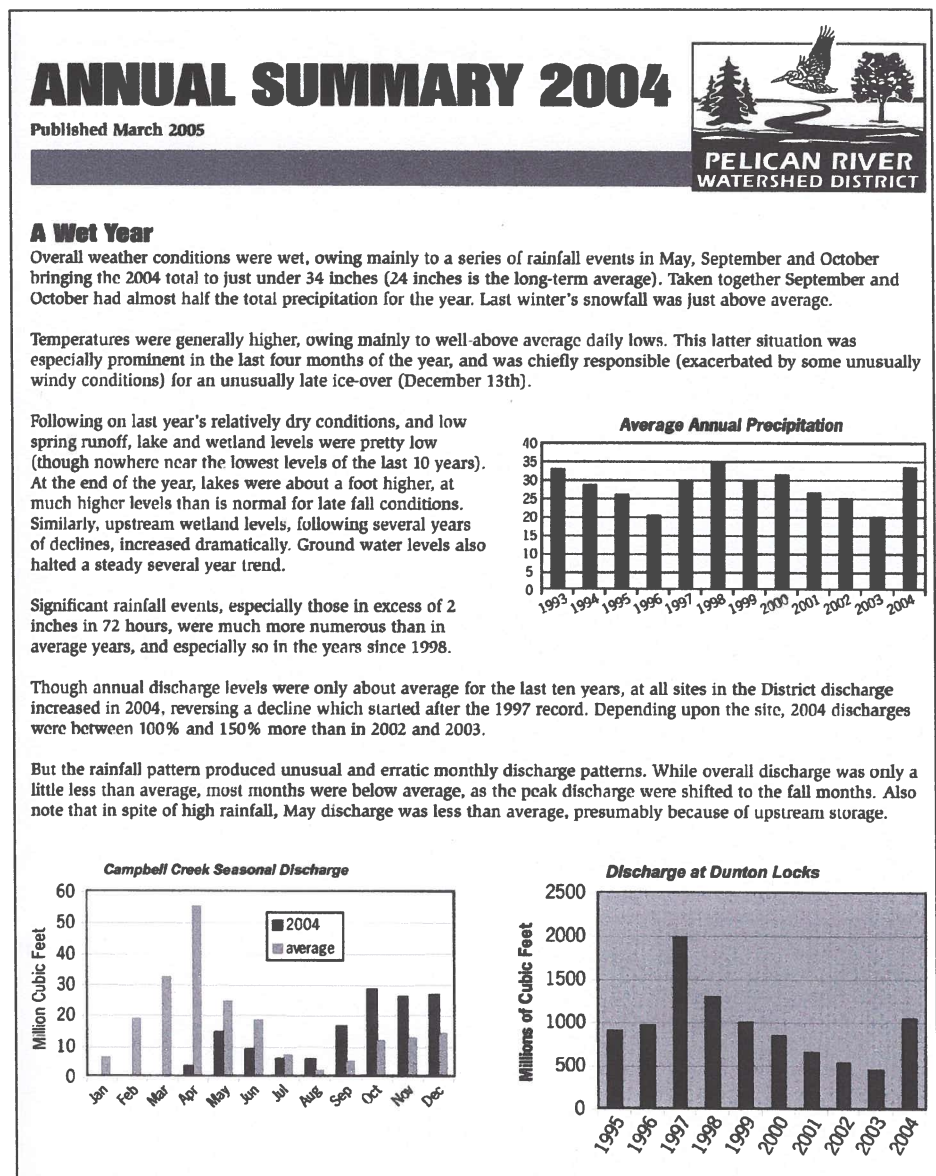 ANNUAL SUMMARY 2004
Published March 2005
PELICAN RIVER
WATERSHED DISTRICT
A Wet Year
Overall weather conditions were wet, owing mainly to a series of rainfall events in May, September and October
bringing the 2004 total to just under 34 inches (24 inches is the long-term average). Taken together September and
October had almost half the total precipitation for the year. Last winter's snowfall was just above average.
Temperatures were generally higher, owing mainly to well-above average daily lows. This latter situation was
especially prominent in the last four months of the year, and was chiefly responsible (exacerbated by some unusually
windy conditions) for an unusually late ice-over (December 13th).
Following on last year's relatively dry conditions, and low
spring runoff, lake and wetland levels were pretty low
(though nowhere near the lowest levels of the last 10 years).
At the end of the year, lakes were about a foot higher, at
much higher levels than is normal for late fall conditions.
Similarly, upstream wetland levels, following several years
of declines, increased dramatically. Ground water levels also
halted a steady several year trend.
Significant rainfall events, especially those in excess of 2
inches in 72 hours, were much more numerous than in
average years, and especially so in the years since 1998.
Average Annual Precipitation
40
35
30
25
20
15
10
5
0
1993 1994 1995 1996 1997 1998 1999 2000 2001 2002 2003 2004
Though annual discharge levels were only about average for the last ten years, at all sites in the District discharge
increased in 2004, reversing a decline which started after the 1997 record. Depending upon the site, 2004 discharges
were between 100% and 150% more than in 2002 and 2003.
But the rainfall pattern produced unusual and erratic monthly discharge patterns. While overall discharge was only a
little less than average, most months were below average, as the peak discharge were shifted to the fall months. Also
note that in spite of high rainfall, May discharge was less than average, presumably because of upstream storage.
Campbell Creek Seasonal Discharge
Million Cubic Feet
60
50
40
30
20
10
0
2004
average
Jan Feb Mar Apr May Jun Jul Aug Sep Oct Nov Dec
Discharge at Dunton Locks
Millions of Cubic Feet
2500
2000
1500
1000
500
0
1995 1996 1997 1998 1999 2000 2001 2002 2003 2004